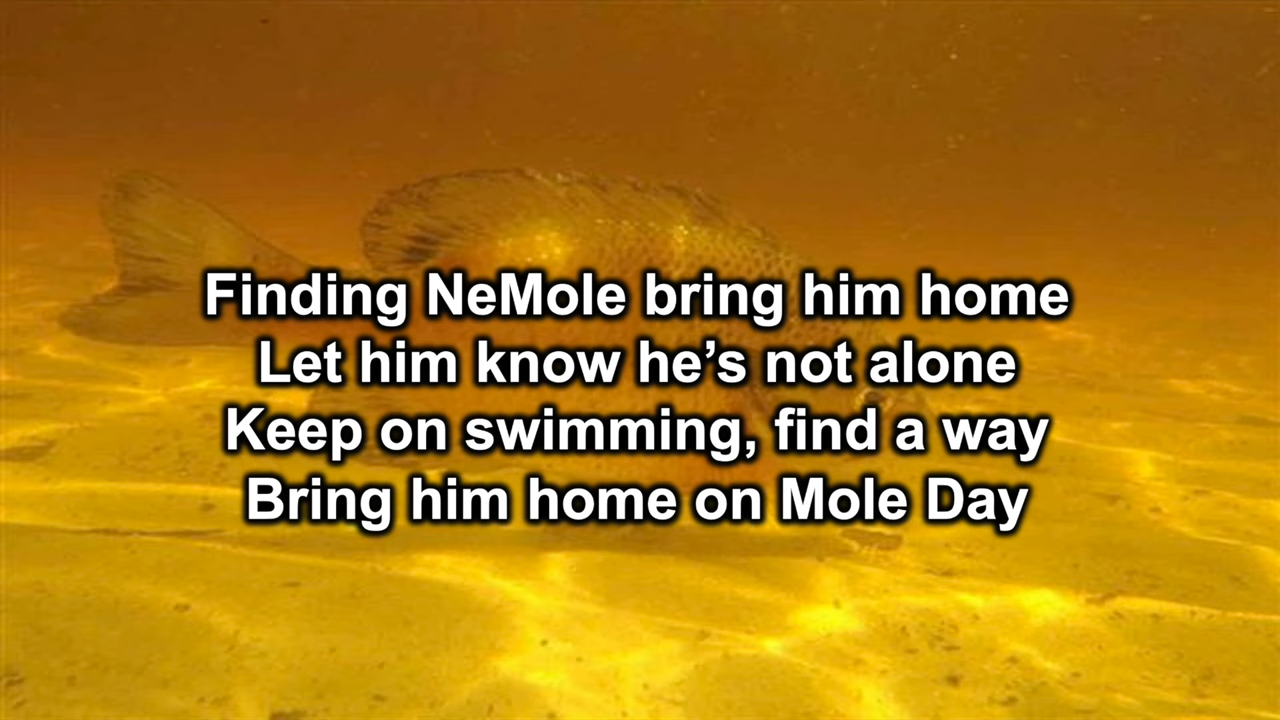 Finding NeMole bring him home
Let him know he’s not alone
Keep on swimming, find a way
Bring him home on Mole Day